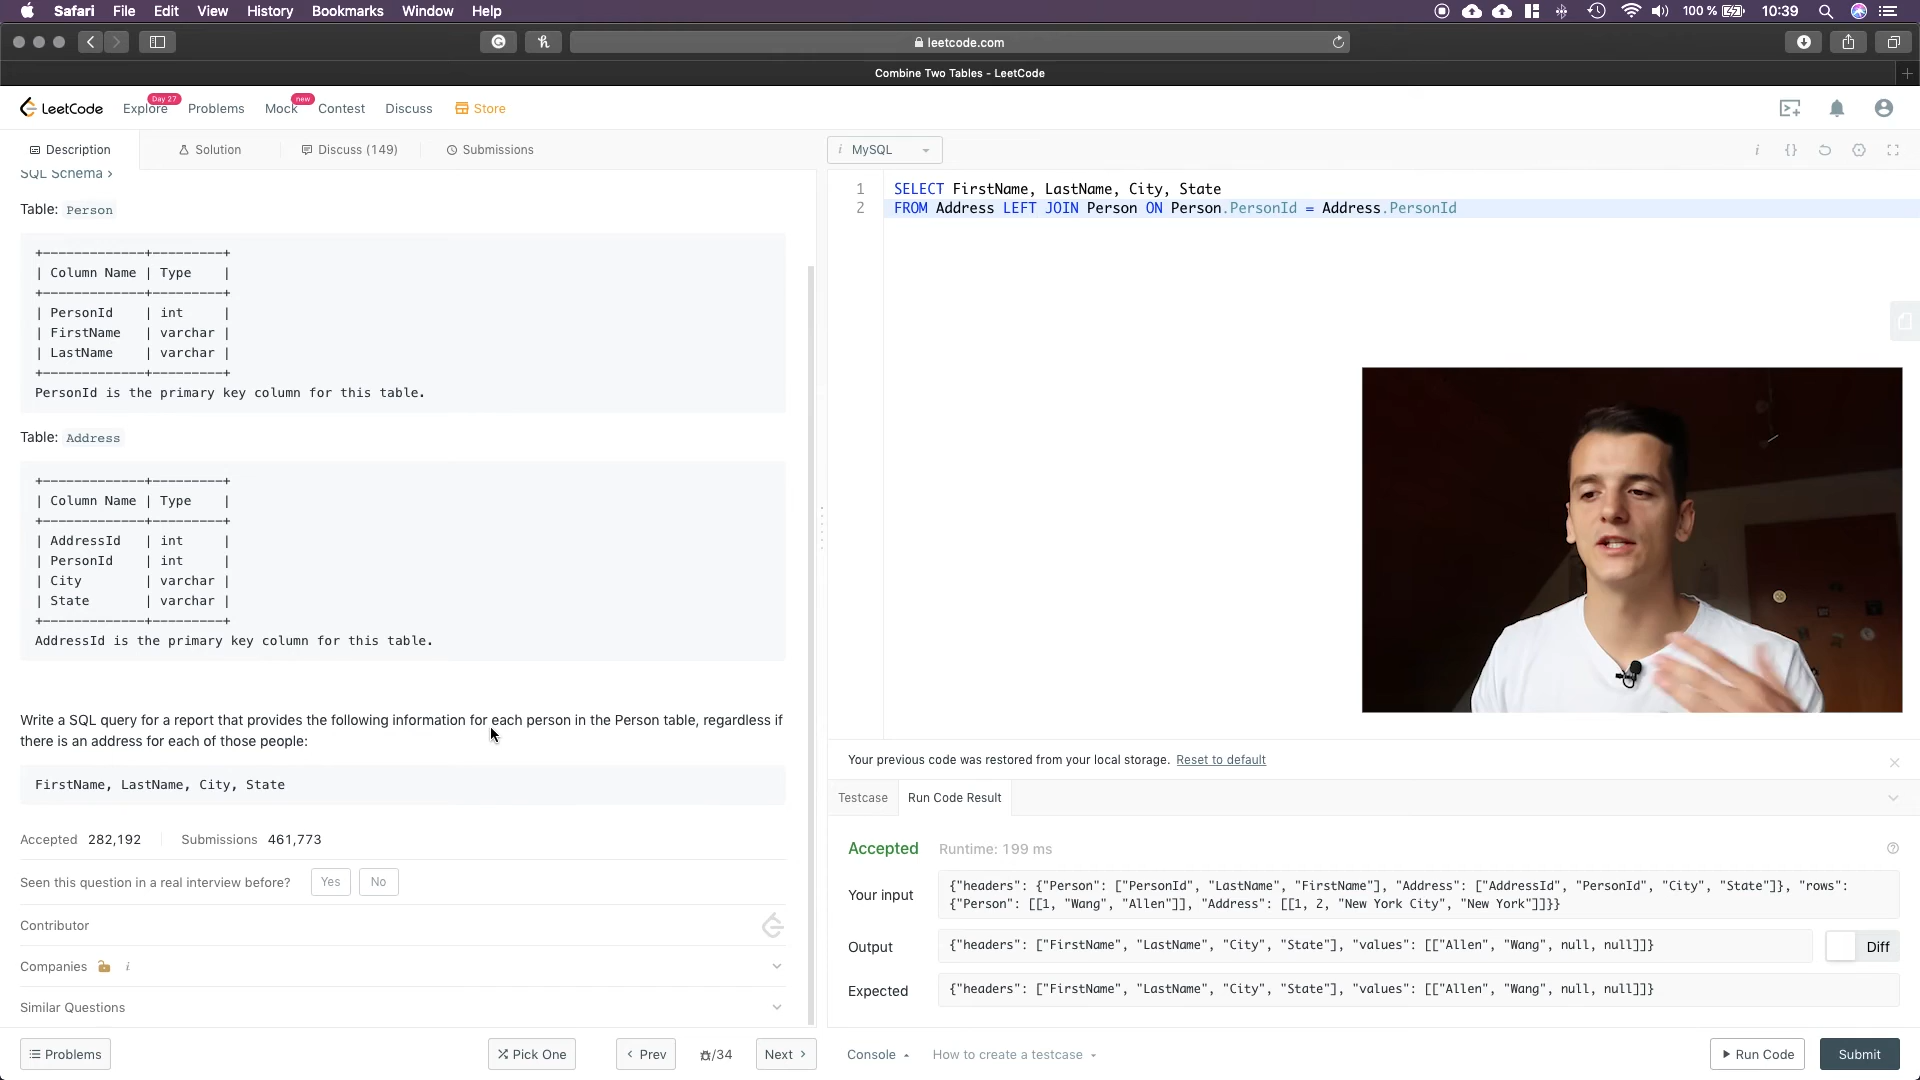 Safari File Edit View History Bookmarks Window Help 100 % 10:39
leetcode.com
Combine Two Tables - LeetCode
LeetCode Explore Day 27 Problems Mock new Contest Discuss Store
Description Solution Discuss (149) Submissions
i MySQL
i {}
SQL Schema ›
Table: Person
+-------------+---------+
| Column Name | Type    |
+-------------+---------+
| PersonId    | int     |
| FirstName   | varchar |
| LastName    | varchar |
+-------------+---------+
PersonId is the primary key column for this table.
Table: Address
+-------------+---------+
| Column Name | Type    |
+-------------+---------+
| AddressId   | int     |
| PersonId    | int     |
| City        | varchar |
| State       | varchar |
+-------------+---------+
AddressId is the primary key column for this table.
Write a SQL query for a report that provides the following information for each person in the Person table, regardless if
there is an address for each of those people:
FirstName, LastName, City, State
Accepted 282,192 Submissions 461,773
Seen this question in a real interview before? Yes No
Contributor
Companies i
Similar Questions
Problems Pick One ‹ Prev /34 Next ›
1 SELECT FirstName, LastName, City, State
2 FROM Address LEFT JOIN Person ON Person.PersonId = Address.PersonId
Your previous code was restored from your local storage. Reset to default
Testcase Run Code Result
Accepted Runtime: 199 ms
Your input
{"headers": {"Person": ["PersonId", "LastName", "FirstName"], "Address": ["AddressId", "PersonId", "City", "State"]}, "rows":
{"Person": [[1, "Wang", "Allen"]], "Address": [[1, 2, "New York City", "New York"]]}}
Output {"headers": ["FirstName", "LastName", "City", "State"], "values": [["Allen", "Wang", null, null]]} Diff
Expected {"headers": ["FirstName", "LastName", "City", "State"], "values": [["Allen", "Wang", null, null]]}
Console How to create a testcase Run Code Submit